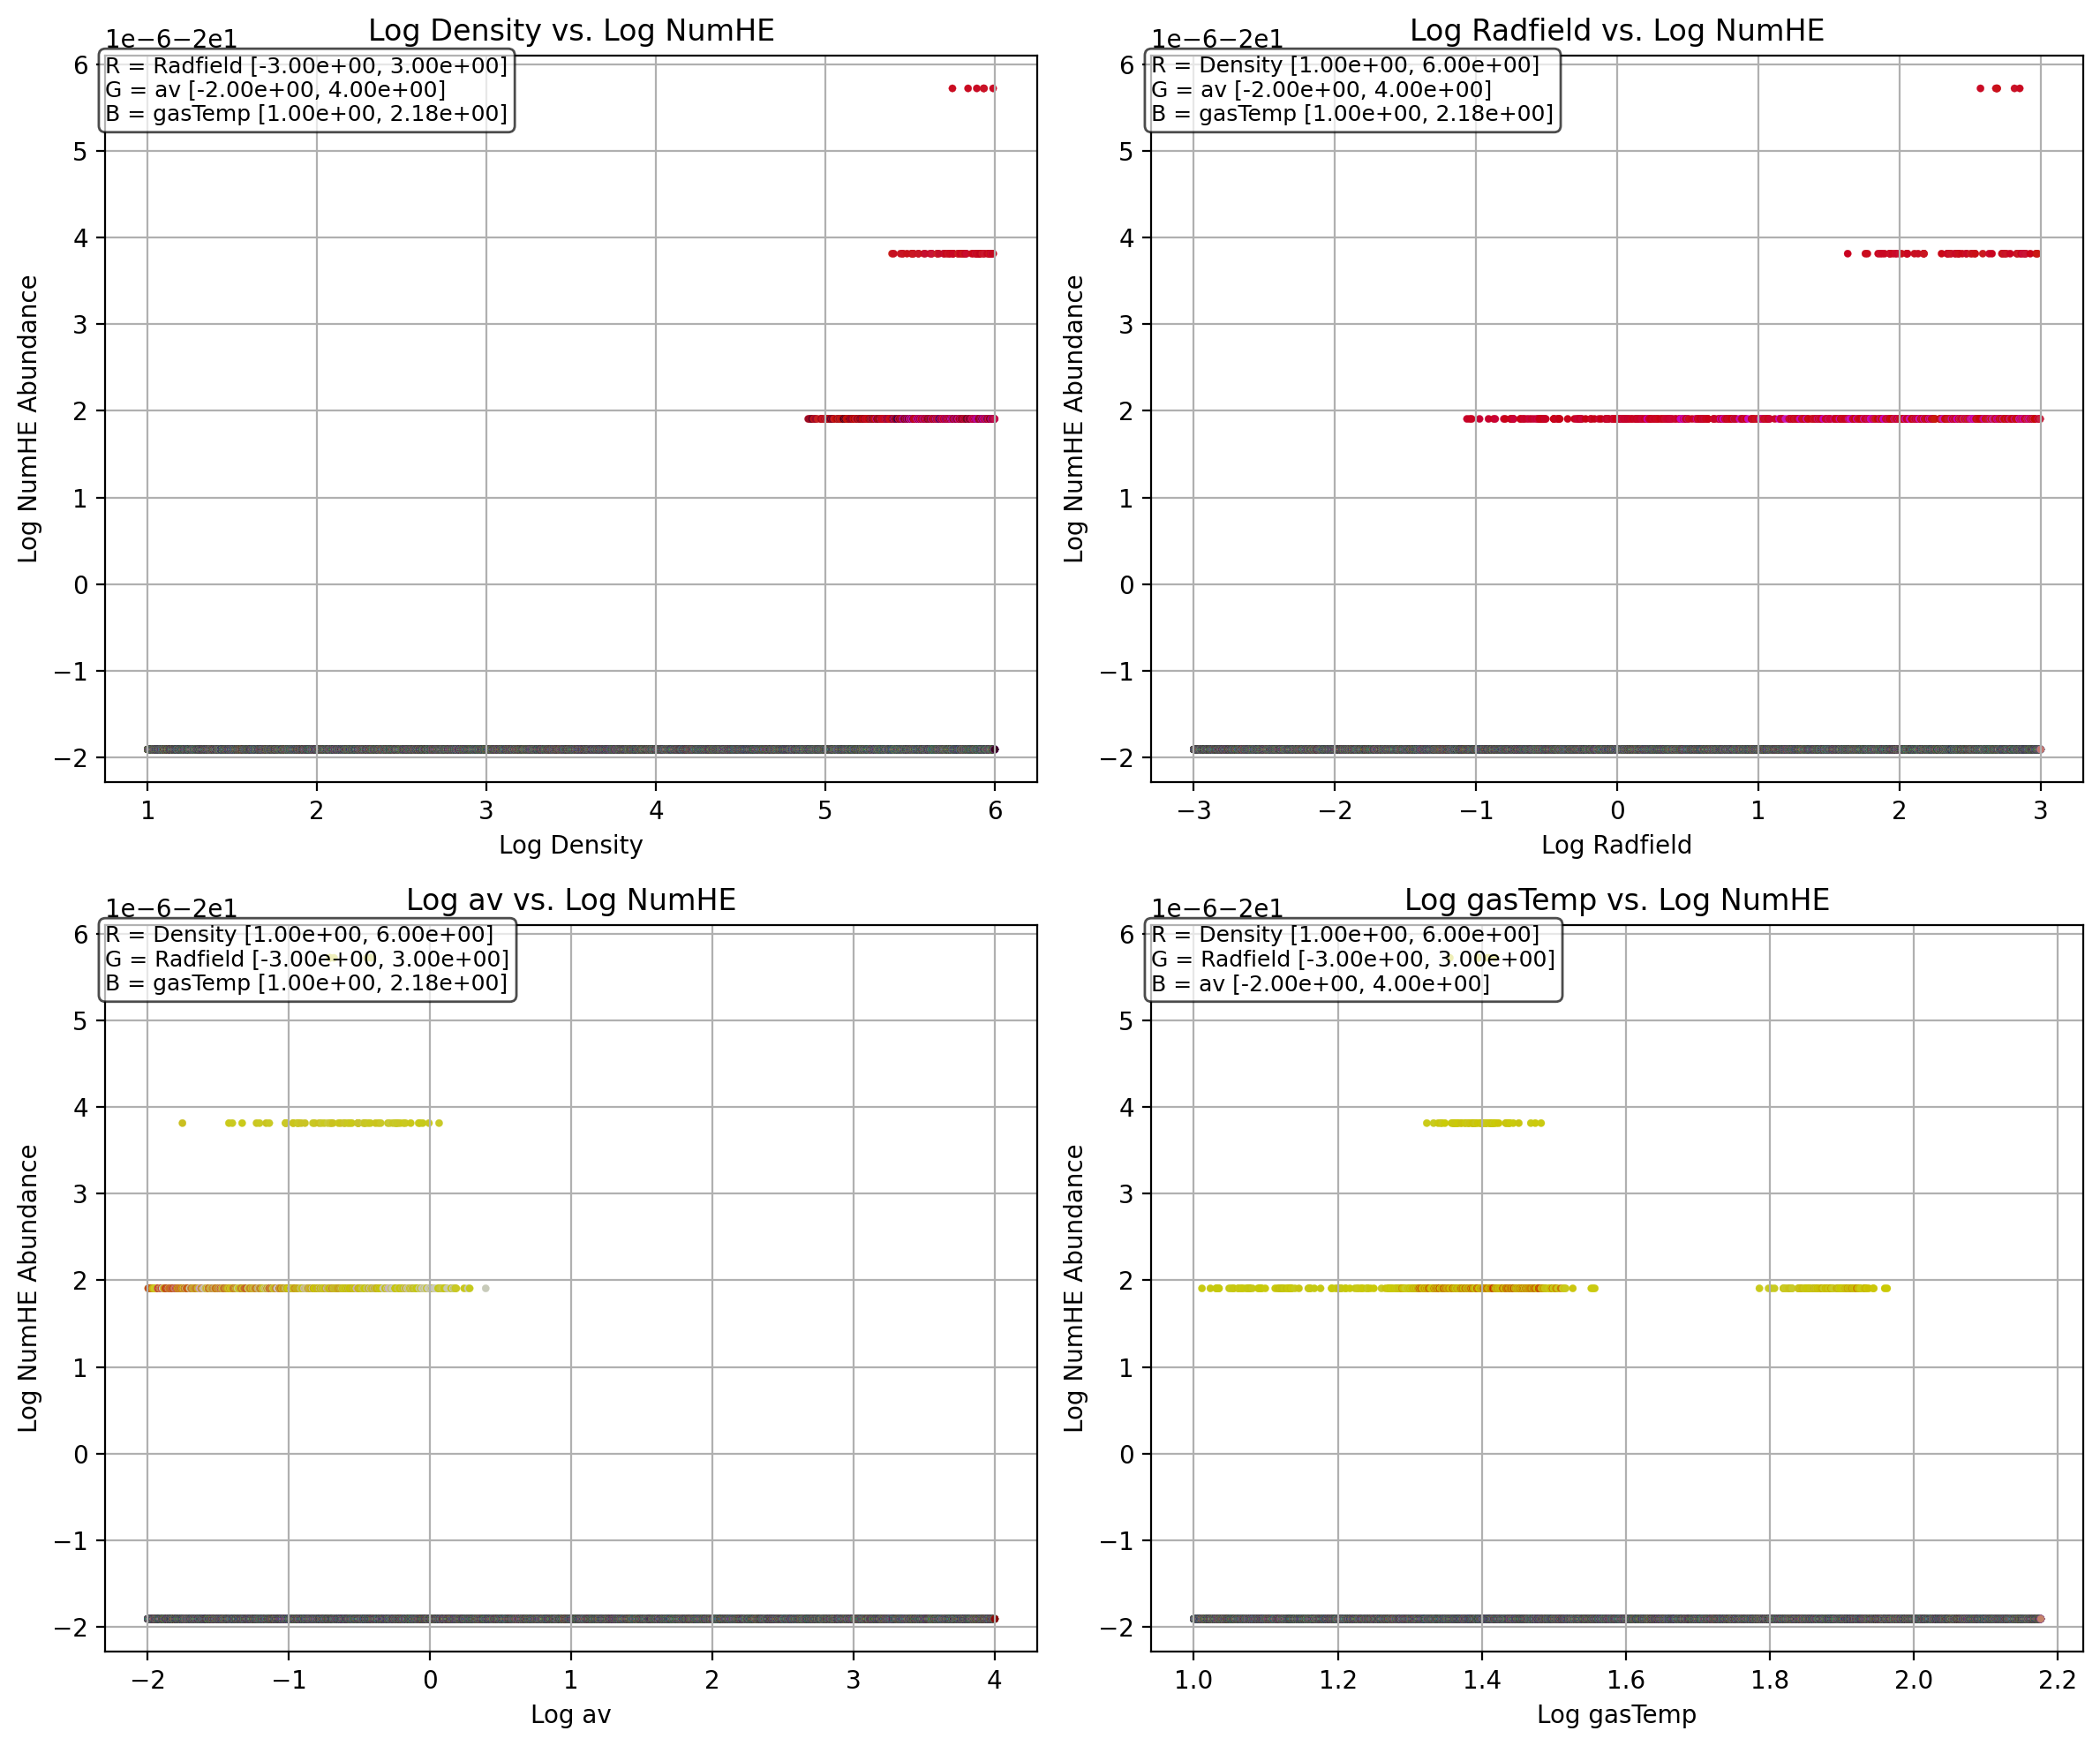 Log Density vs. Log NumHE
1e−6−2e1
R = Radfield [-3.00e+00, 3.00e+00]
G = av [-2.00e+00, 4.00e+00]
B = gasTemp [1.00e+00, 2.18e+00]
6
5
4
3
2
1
0
−1
−2
Log NumHE Abundance
1 2 3 4 5 6
Log Density
Log Radfield vs. Log NumHE
1e−6−2e1
R = Density [1.00e+00, 6.00e+00]
G = av [-2.00e+00, 4.00e+00]
B = gasTemp [1.00e+00, 2.18e+00]
6
5
4
3
2
1
0
−1
−2
Log NumHE Abundance
−3 −2 −1 0 1 2 3
Log Radfield
Log av vs. Log NumHE
1e−6−2e1
R = Density [1.00e+00, 6.00e+00]
G = Radfield [-3.00e+00, 3.00e+00]
B = gasTemp [1.00e+00, 2.18e+00]
6
5
4
3
2
1
0
−1
−2
Log NumHE Abundance
−2 −1 0 1 2 3 4
Log av
Log gasTemp vs. Log NumHE
1e−6−2e1
R = Density [1.00e+00, 6.00e+00]
G = Radfield [-3.00e+00, 3.00e+00]
B = av [-2.00e+00, 4.00e+00]
6
5
4
3
2
1
0
−1
−2
Log NumHE Abundance
1.0 1.2 1.4 1.6 1.8 2.0 2.2
Log gasTemp